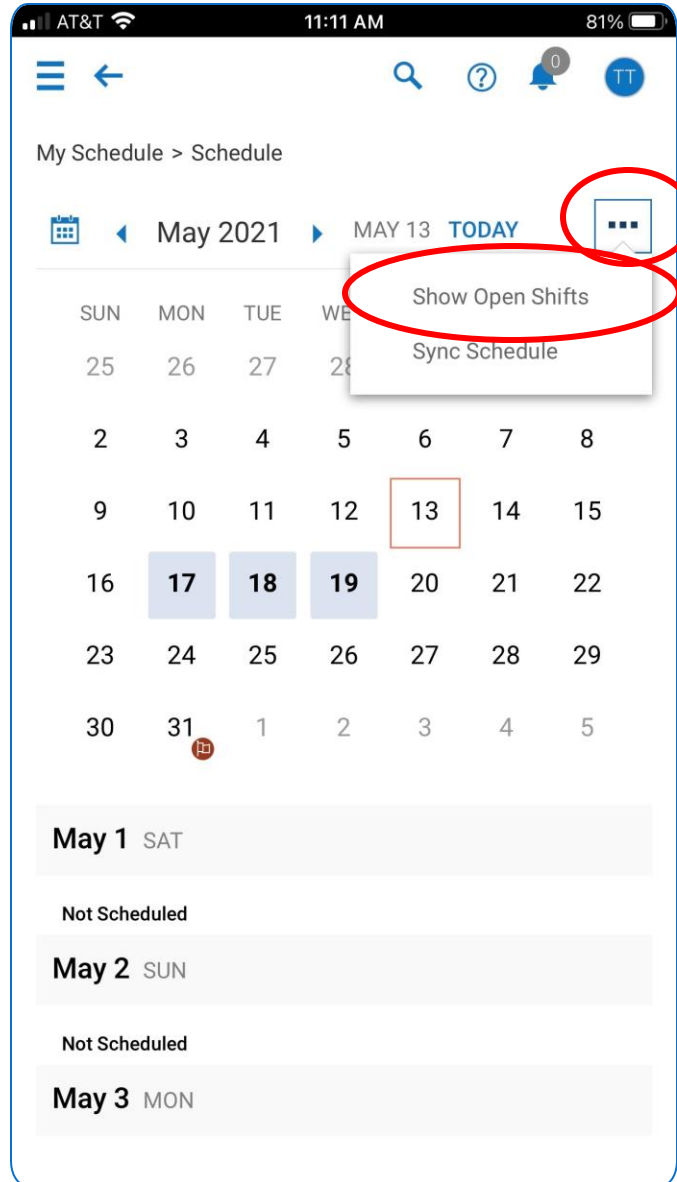 AT&T 11:11 AM 81%
0
TT
My Schedule > Schedule
May 2021 MAY 13 TODAY
Show Open Shifts
SUN MON TUE WE
Sync Schedule
25 26 27 28
2 3 4 5 6 7 8
9 10 11 12 13 14 15
16 17 18 19 20 21 22
23 24 25 26 27 28 29
30 31 1 2 3 4 5
May 1 SAT
Not Scheduled
May 2 SUN
Not Scheduled
May 3 MON